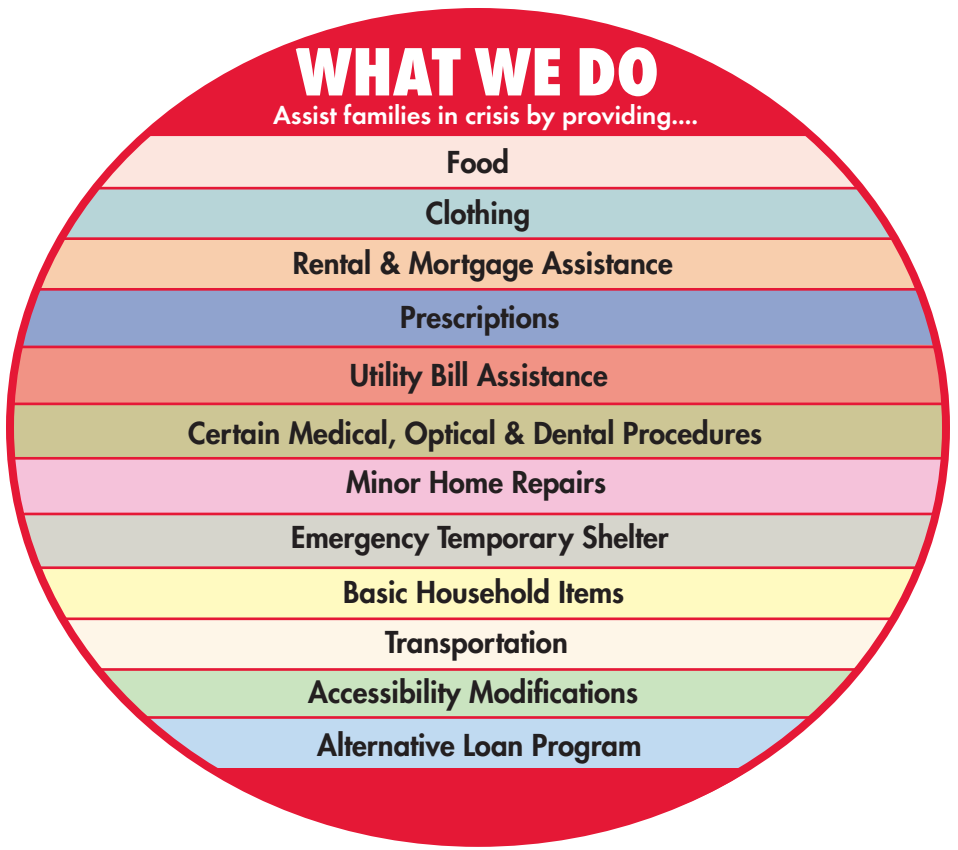 WHAT WE DO
Assist families in crisis by providing....
Food
Clothing
Rental & Mortgage Assistance
Prescriptions
Utility Bill Assistance
Certain Medical, Optical & Dental Procedures
Minor Home Repairs
Emergency Temporary Shelter
Basic Household Items
Transportation
Accessibility Modifications
Alternative Loan Program